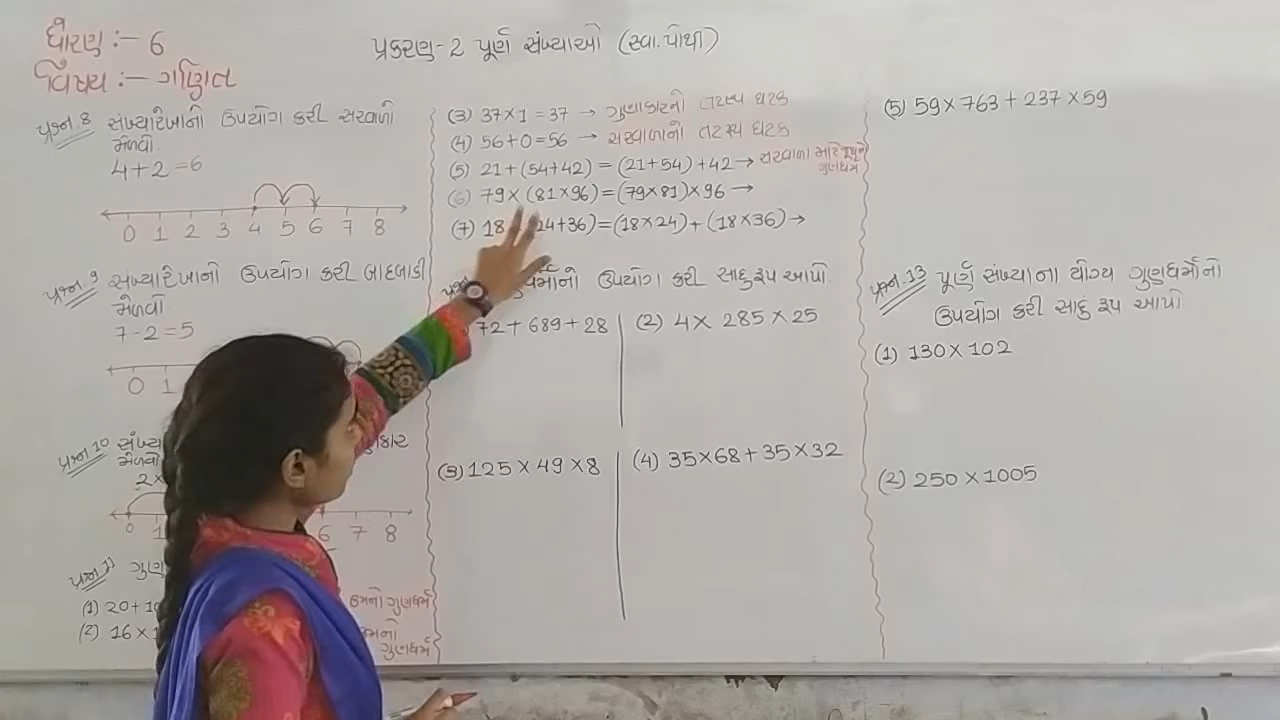 ધોરણ :- 6
વિષય :- ગણિત
પ્રકરણ-2 પૂર્ણ સંખ્યાઓ (સ્વા.પોથી)
પ્રશ્ન.8 સંખ્યારેખાનો ઉપયોગ કરી સરવાળો
મેળવો.
4+2=6
0 1 2 3 4 5 6 7 8
પ્રશ્ન.9 સંખ્યારેખાનો ઉપયોગ કરી બાદબાકી
મેળવો
7-2=5
0 1
પ્રશ્ન.10
મેળવો
2×
0 1 6 7 8
પ્રશ્ન.11
(1) 20+
(2) 16×
ગુણધર્મ
ગુણધર્મ
(3) 37×1=37 → ગુણાકારનો તટસ્થ ઘટક
(4) 56+0=56 → સરવાળાનો તટસ્થ ઘટક
(5) 21+(54+42)=(21+54)+42→ સરવાળા માટે જૂથનો
ગુણધર્મ
(6) 79×(81×96)=(79×81)×96 →
(7) 18 24+36)=(18×24)+(18×36)→
ઉપયોગ કરી સાદુરૂપ આપો.
72+689+28
(2) 4× 285×25
(3) 125×49×8
(4) 35×68+35×32
(5) 59×763+237×59
પ્રશ્ન.13 પૂર્ણ સંખ્યાના યોગ્ય ગુણધર્મોનો
ઉપયોગ કરી સાદું રૂપ આપો
(1) 130×102
(2) 250×1005